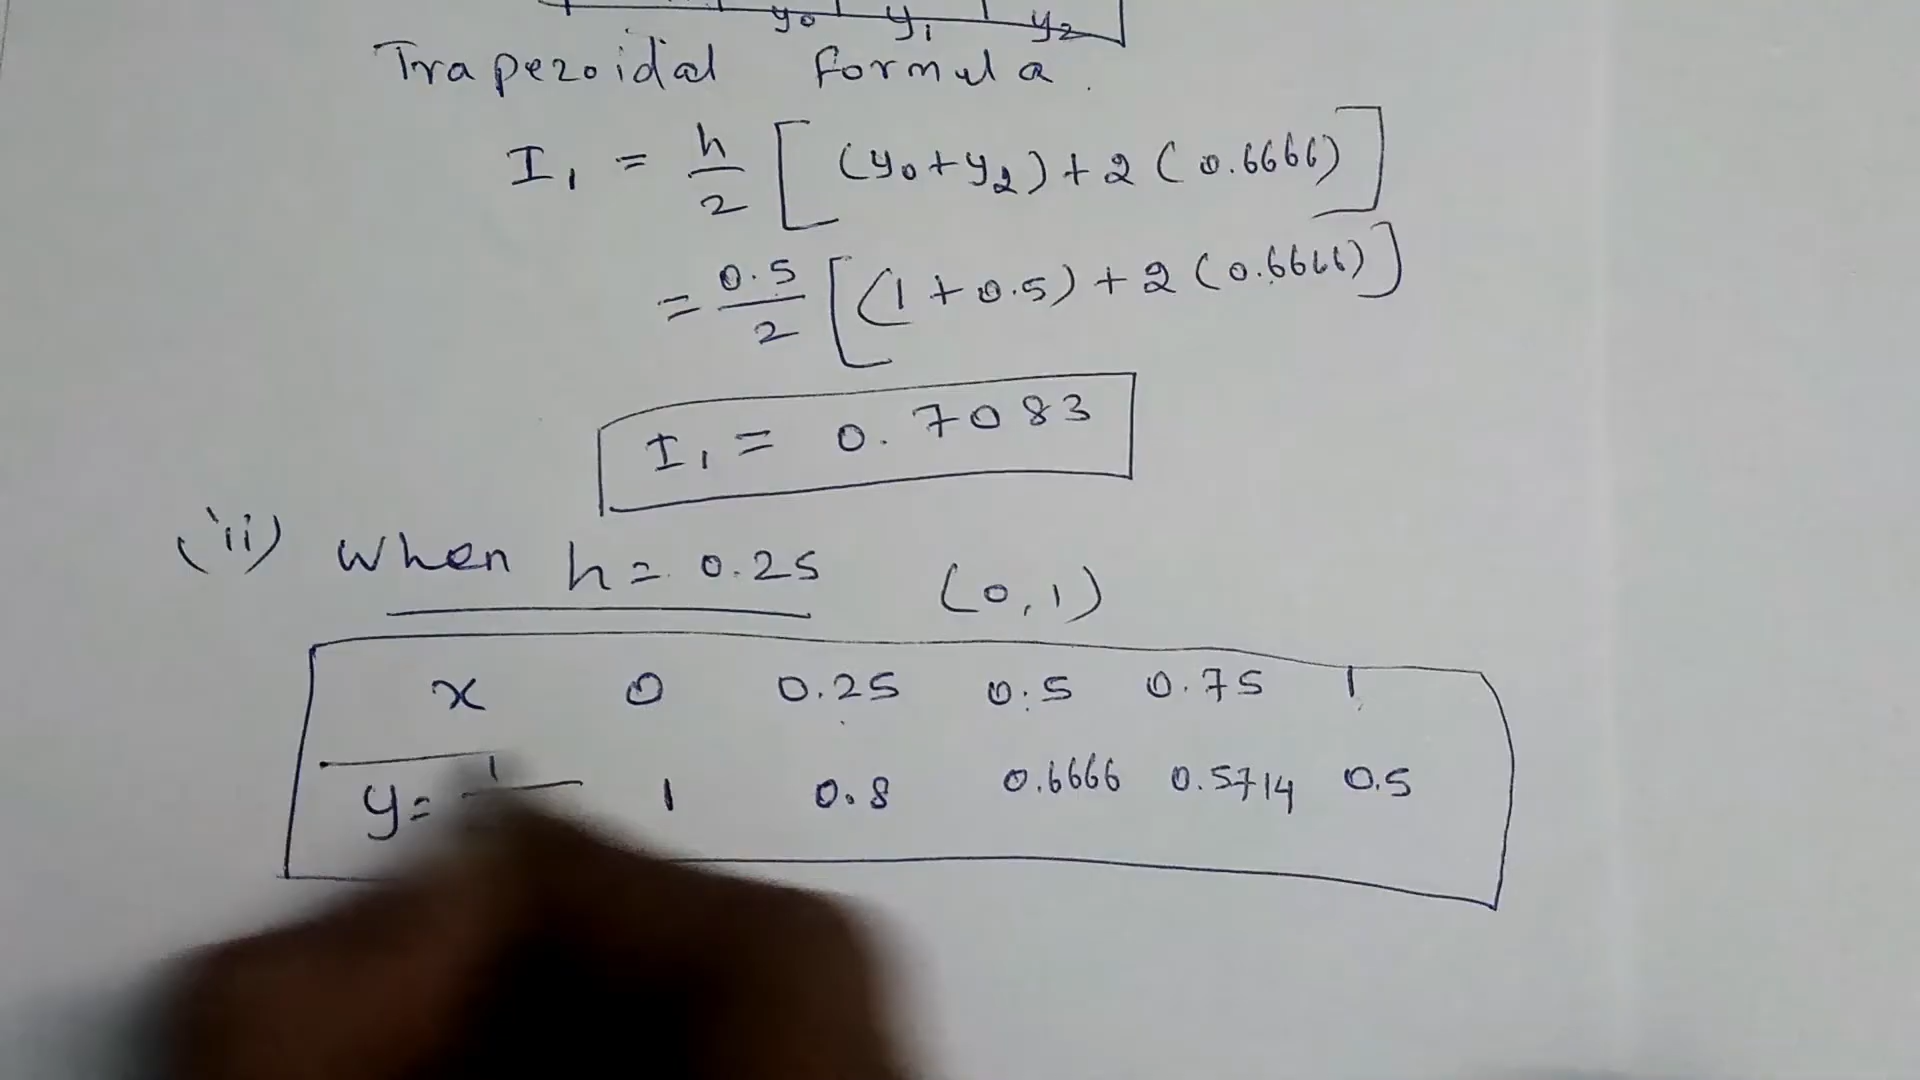 y₀ y₁ y₂
Trapezoidal formula.
I₁ = h/2 [(y₀+y₂)+2(0.6666)]
= 0.5/2 [(1+0.5)+2(0.6666)]
I₁ = 0.7083
(ii) when h = 0.25 (0,1)
x 0 0.25 0.5 0.75 1
y = 1 1 0.8 0.6666 0.5714 0.5